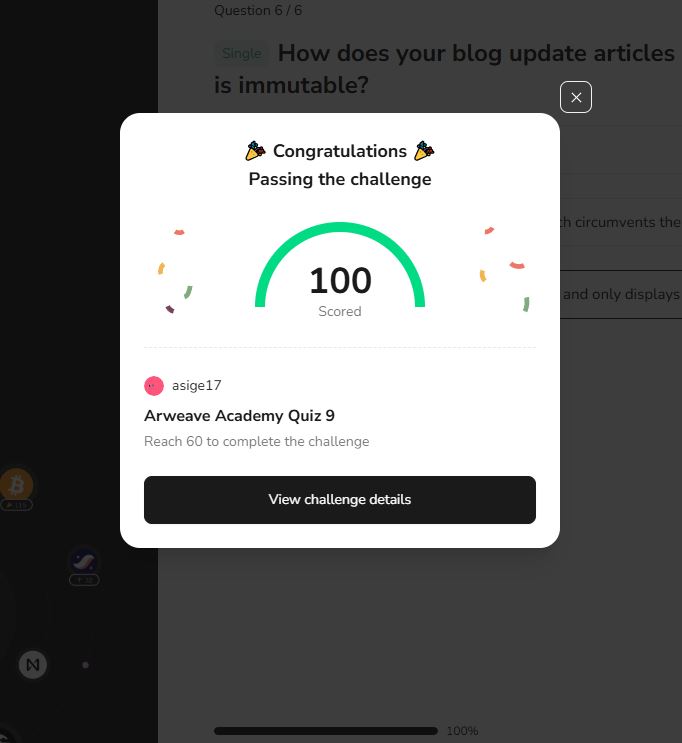 Question 6 / 6
Single How does your blog update articles
is immutable?
Congratulations
Passing the challenge
100
Scored
th circumvents the
and only displays
asige17
Arweave Academy Quiz 9
Reach 60 to complete the challenge
View challenge details
100%